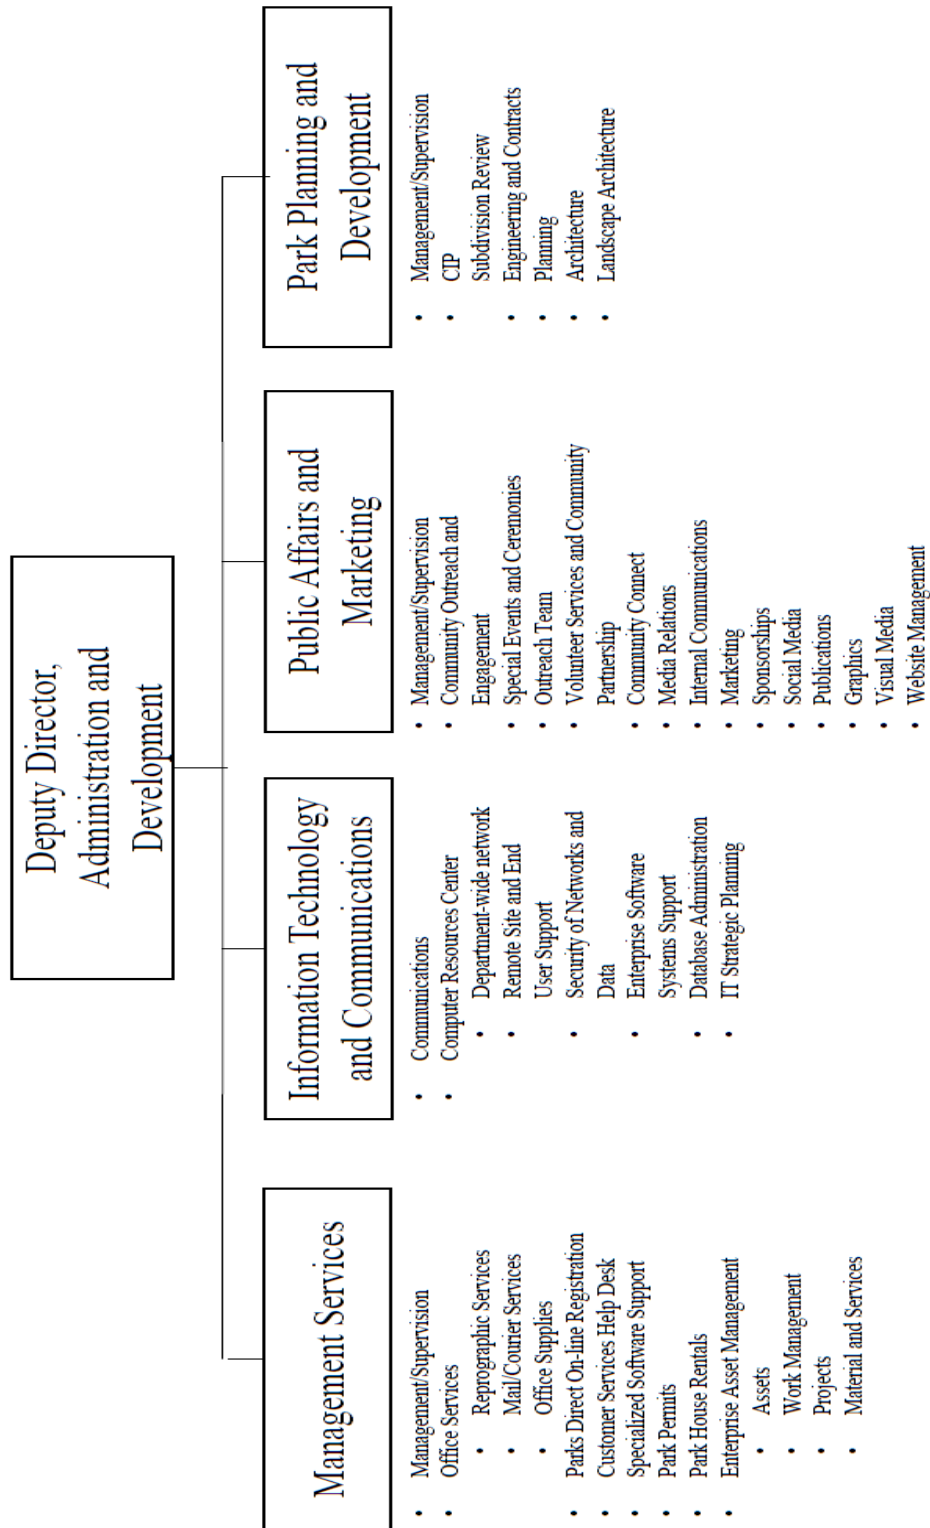 Deputy Director,
Administration and
Development
Management Services
• Management/Supervision
• Office Services
• Reprographic Services
• Mail/Courier Services
• Office Supplies
• Parks Direct On-line Registration
• Customer Services Help Desk
• Specialized Software Support
• Park Permits
• Park House Rentals
• Enterprise Asset Management
• Assets
• Work Management
• Projects
• Material and Services
Information Technology
and Communications
• Communications
• Computer Resources Center
• Department-wide network
• Remote Site and End
User Support
• Security of Networks and
Data
• Enterprise Software
Systems Support
• Database Administration
• IT Strategic Planning
Public Affairs and
Marketing
• Management/Supervision
• Community Outreach and
Engagement
• Special Events and Ceremonies
• Outreach Team
• Volunteer Services and Community
Partnership
• Community Connect
• Media Relations
• Internal Communications
• Marketing
• Sponsorships
• Social Media
• Publications
• Graphics
• Visual Media
• Website Management
Park Planning and
Development
• Management/Supervision
• CIP
Subdivision Review
• Engineering and Contracts
• Planning
• Architecture
• Landscape Architecture